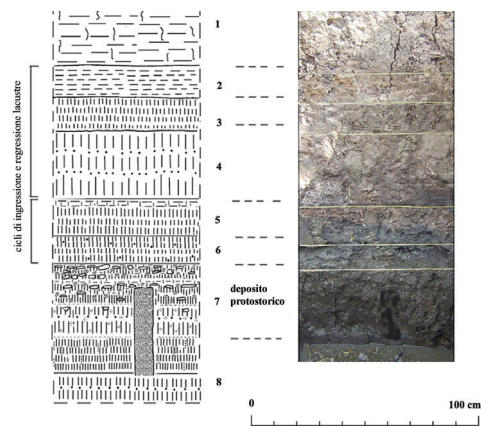 1
2
3
4
5
6
7
8
cicli di ingressione e regressione lacustre
deposito
protostorico
0
100 cm